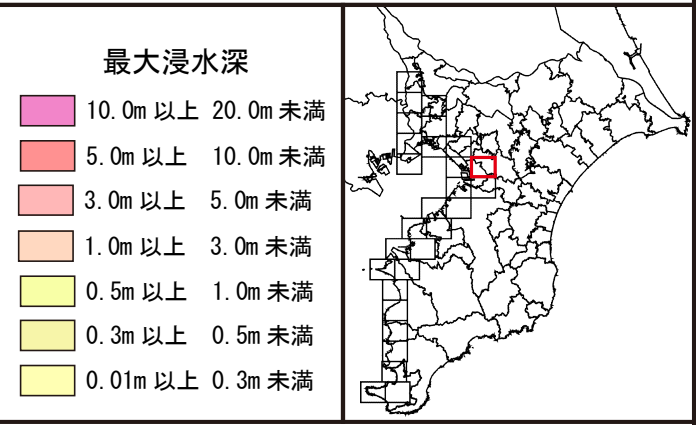 最大浸水深
10.0m 以上 20.0m 未満
5.0m 以上 10.0m 未満
3.0m 以上 5.0m 未満
1.0m 以上 3.0m 未満
0.5m 以上 1.0m 未満
0.3m 以上 0.5m 未満
0.01m 以上 0.3m 未満